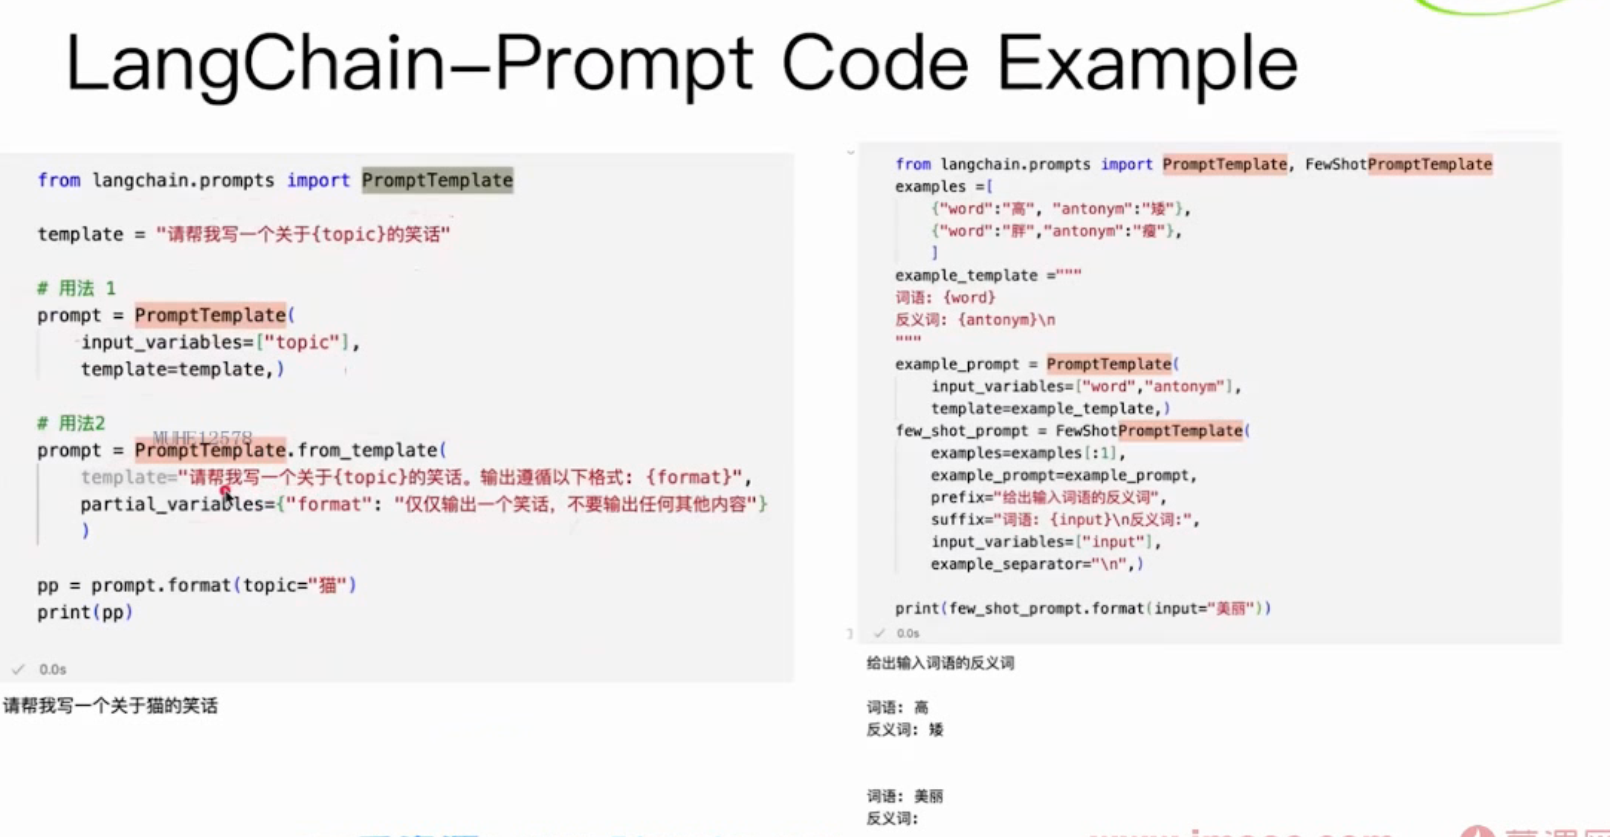 LangChain–Prompt Code Example
from langchain.prompts import PromptTemplate
template = "请帮我写一个关于{topic}的笑话"
# 用法 1
prompt = PromptTemplate(
input_variables=["topic"],
template=template,)
# 用法2
MUHE12578
prompt = PromptTemplate.from_template(
template="请帮我写一个关于{topic}的笑话。输出遵循以下格式: {format}",
partial_variables={"format": "仅仅输出一个笑话，不要输出任何其他内容"}
)
pp = prompt.format(topic="猫")
print(pp)
0.0s
请帮我写一个关于猫的笑话
from langchain.prompts import PromptTemplate, FewShotPromptTemplate
examples =[
{"word":"高", "antonym":"矮"},
{"word":"胖","antonym":"瘦"},
]
example_template ="""
词语: {word}
反义词: {antonym}\n
"""
example_prompt = PromptTemplate(
input_variables=["word","antonym"],
template=example_template,)
few_shot_prompt = FewShotPromptTemplate(
examples=examples[:1],
example_prompt=example_prompt,
prefix="给出输入词语的反义词",
suffix="词语: {input}\n反义词:",
input_variables=["input"],
example_separator="\n",)
print(few_shot_prompt.format(input="美丽"))
0.0s
给出输入词语的反义词
词语: 高
反义词: 矮
词语: 美丽
反义词: